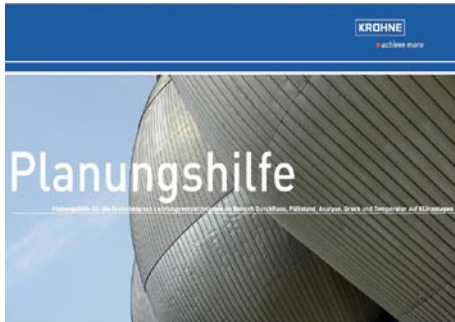 KROHNE
achieve more
Planungshilfe
Planungshilfe für die Erstellung von Leistungsverzeichnissen im Bereich Durchfluss, Füllstand, Analyse, Druck und Temperatur auf Kläranlagen